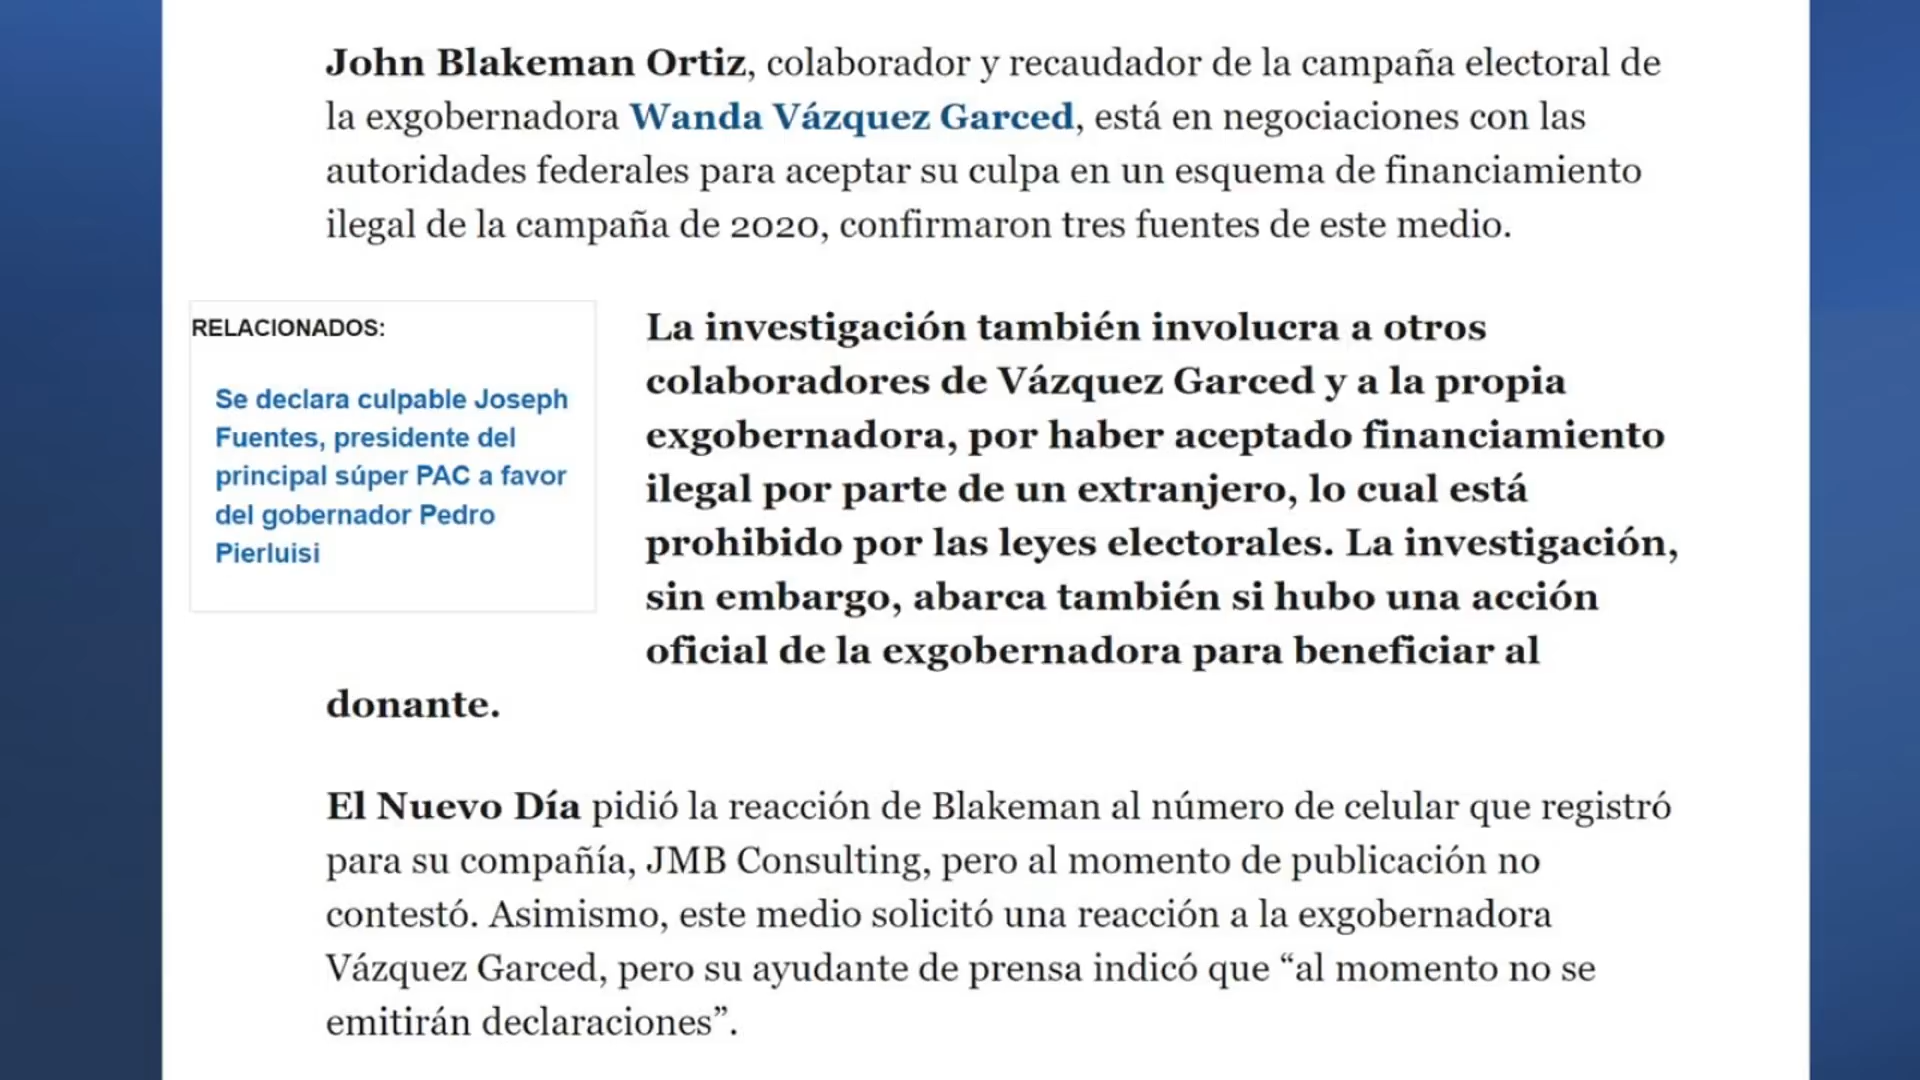 John Blakeman Ortiz, colaborador y recaudador de la campaña electoral de
la exgobernadora Wanda Vázquez Garced, está en negociaciones con las
autoridades federales para aceptar su culpa en un esquema de financiamiento
ilegal de la campaña de 2020, confirmaron tres fuentes de este medio.
RELACIONADOS:
Se declara culpable Joseph
Fuentes, presidente del
principal súper PAC a favor
del gobernador Pedro
Pierluisi
La investigación también involucra a otros
colaboradores de Vázquez Garced y a la propia
exgobernadora, por haber aceptado financiamiento
ilegal por parte de un extranjero, lo cual está
prohibido por las leyes electorales. La investigación,
sin embargo, abarca también si hubo una acción
oficial de la exgobernadora para beneficiar al
donante.
El Nuevo Día pidió la reacción de Blakeman al número de celular que registró
para su compañía, JMB Consulting, pero al momento de publicación no
contestó. Asimismo, este medio solicitó una reacción a la exgobernadora
Vázquez Garced, pero su ayudante de prensa indicó que “al momento no se
emitirán declaraciones”.